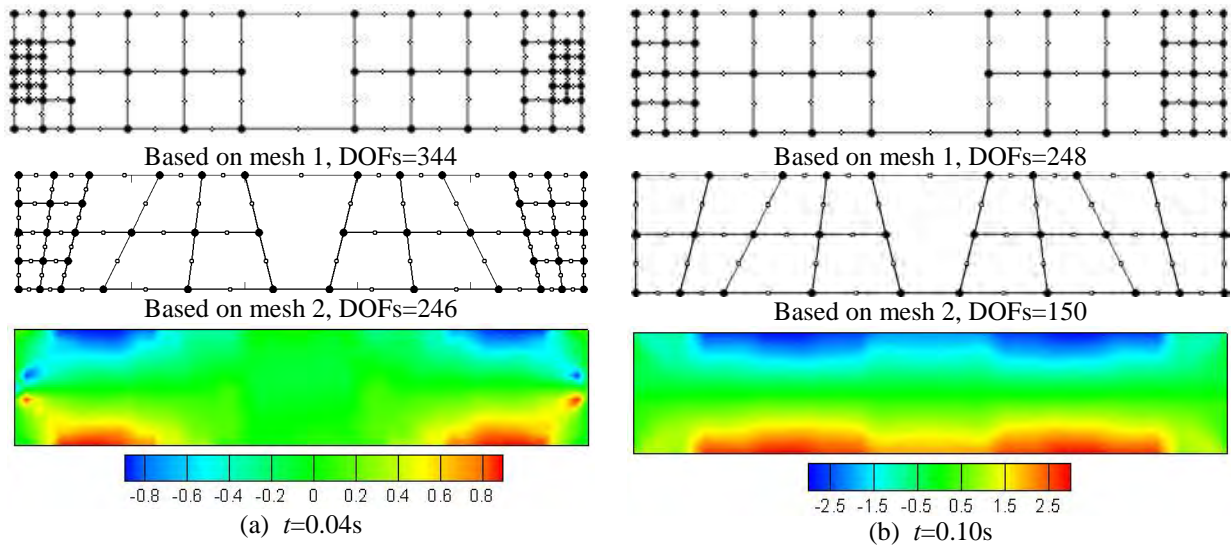 Based on mesh 1, DOFs=344
Based on mesh 2, DOFs=246
-0.8 -0.6 -0.4 -0.2 0 0.2 0.4 0.6 0.8
(a) t=0.04s
Based on mesh 1, DOFs=248
Based on mesh 2, DOFs=150
-2.5 -1.5 -0.5 0.5 1.5 2.5
(b) t=0.10s